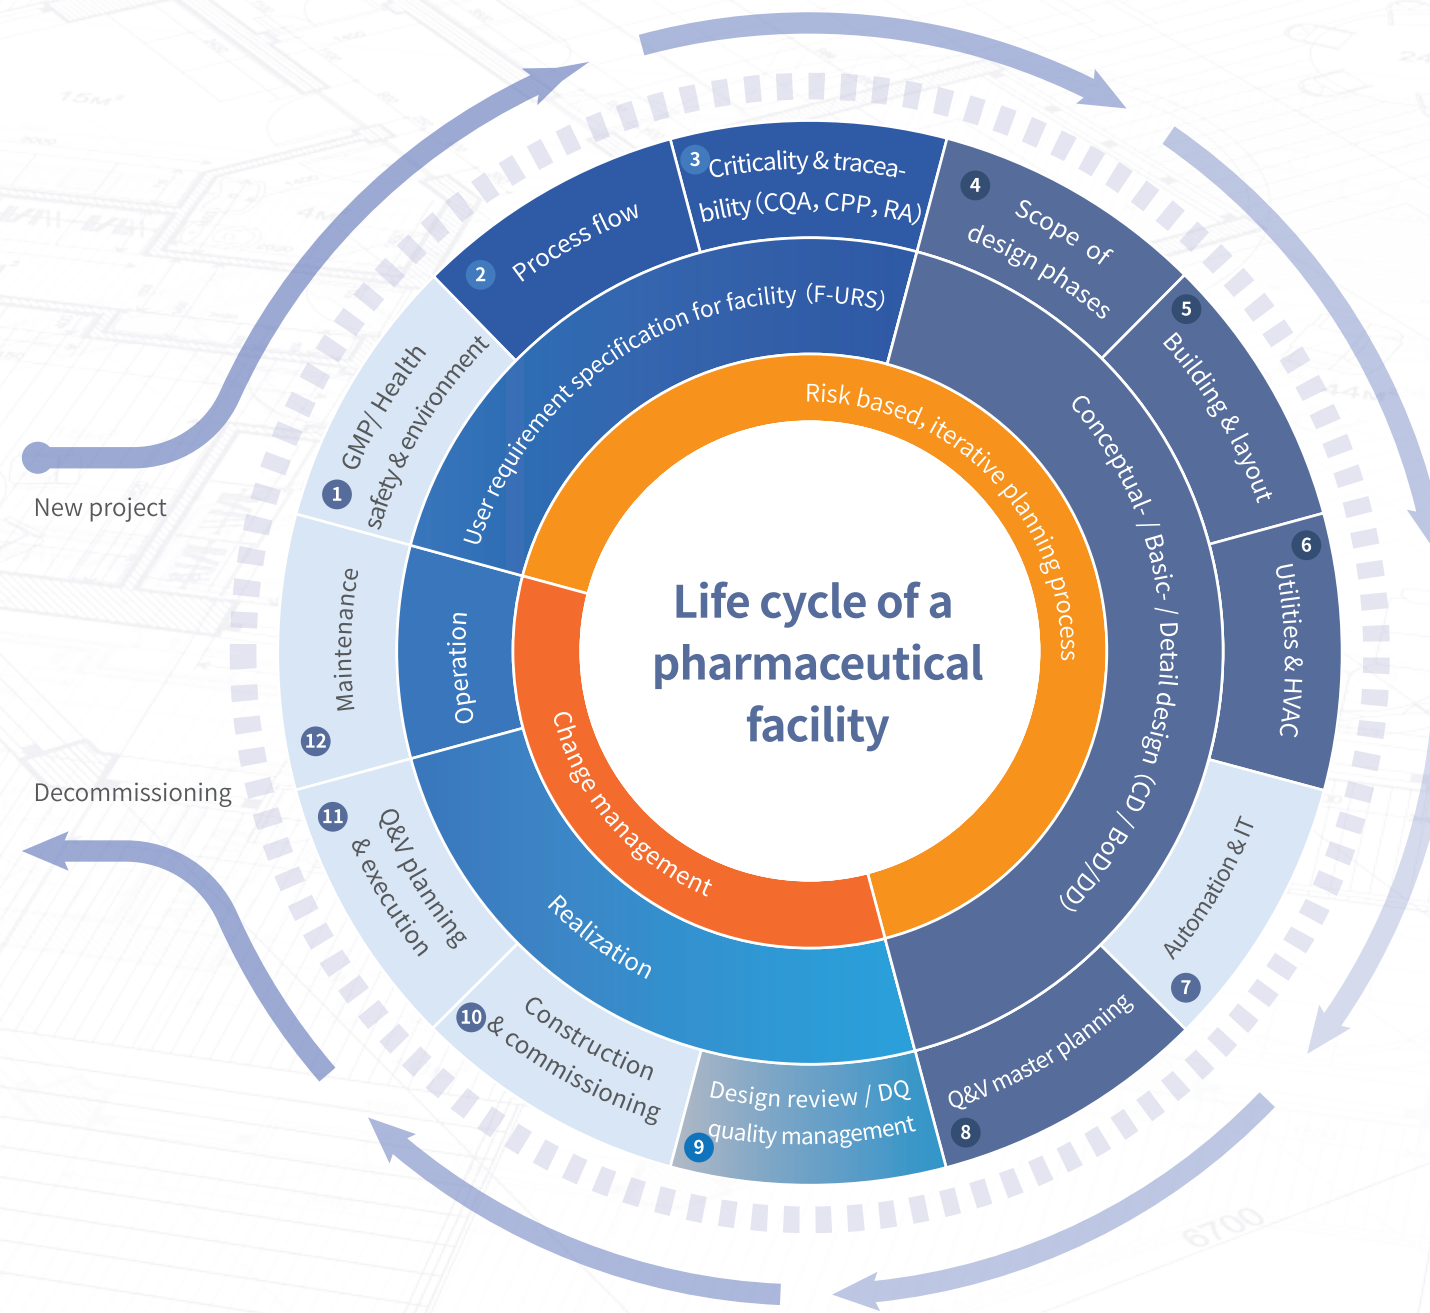 Life cycle of a
pharmaceutical
facility
Risk based, iterative planning process
Change management
User requirement specification for facility (F-URS)
Conceptual- / Basic- / Detail design (CD / BoD/DD)
Realization
Operation
1 GMP/ Health
safety & environment
2 Process flow
3 Criticality & tracea-
bility (CQA, CPP, RA)
4 Scope of
design phases
5 Building & layout
6 Utilities & HVAC
7 Automation & IT
8 Q&V master planning
9 Design review / DQ
quality management
10 Construction
& commissioning
11 Q&V planning
& execution
12 Maintenance
New project
Decommissioning
15M²
6700